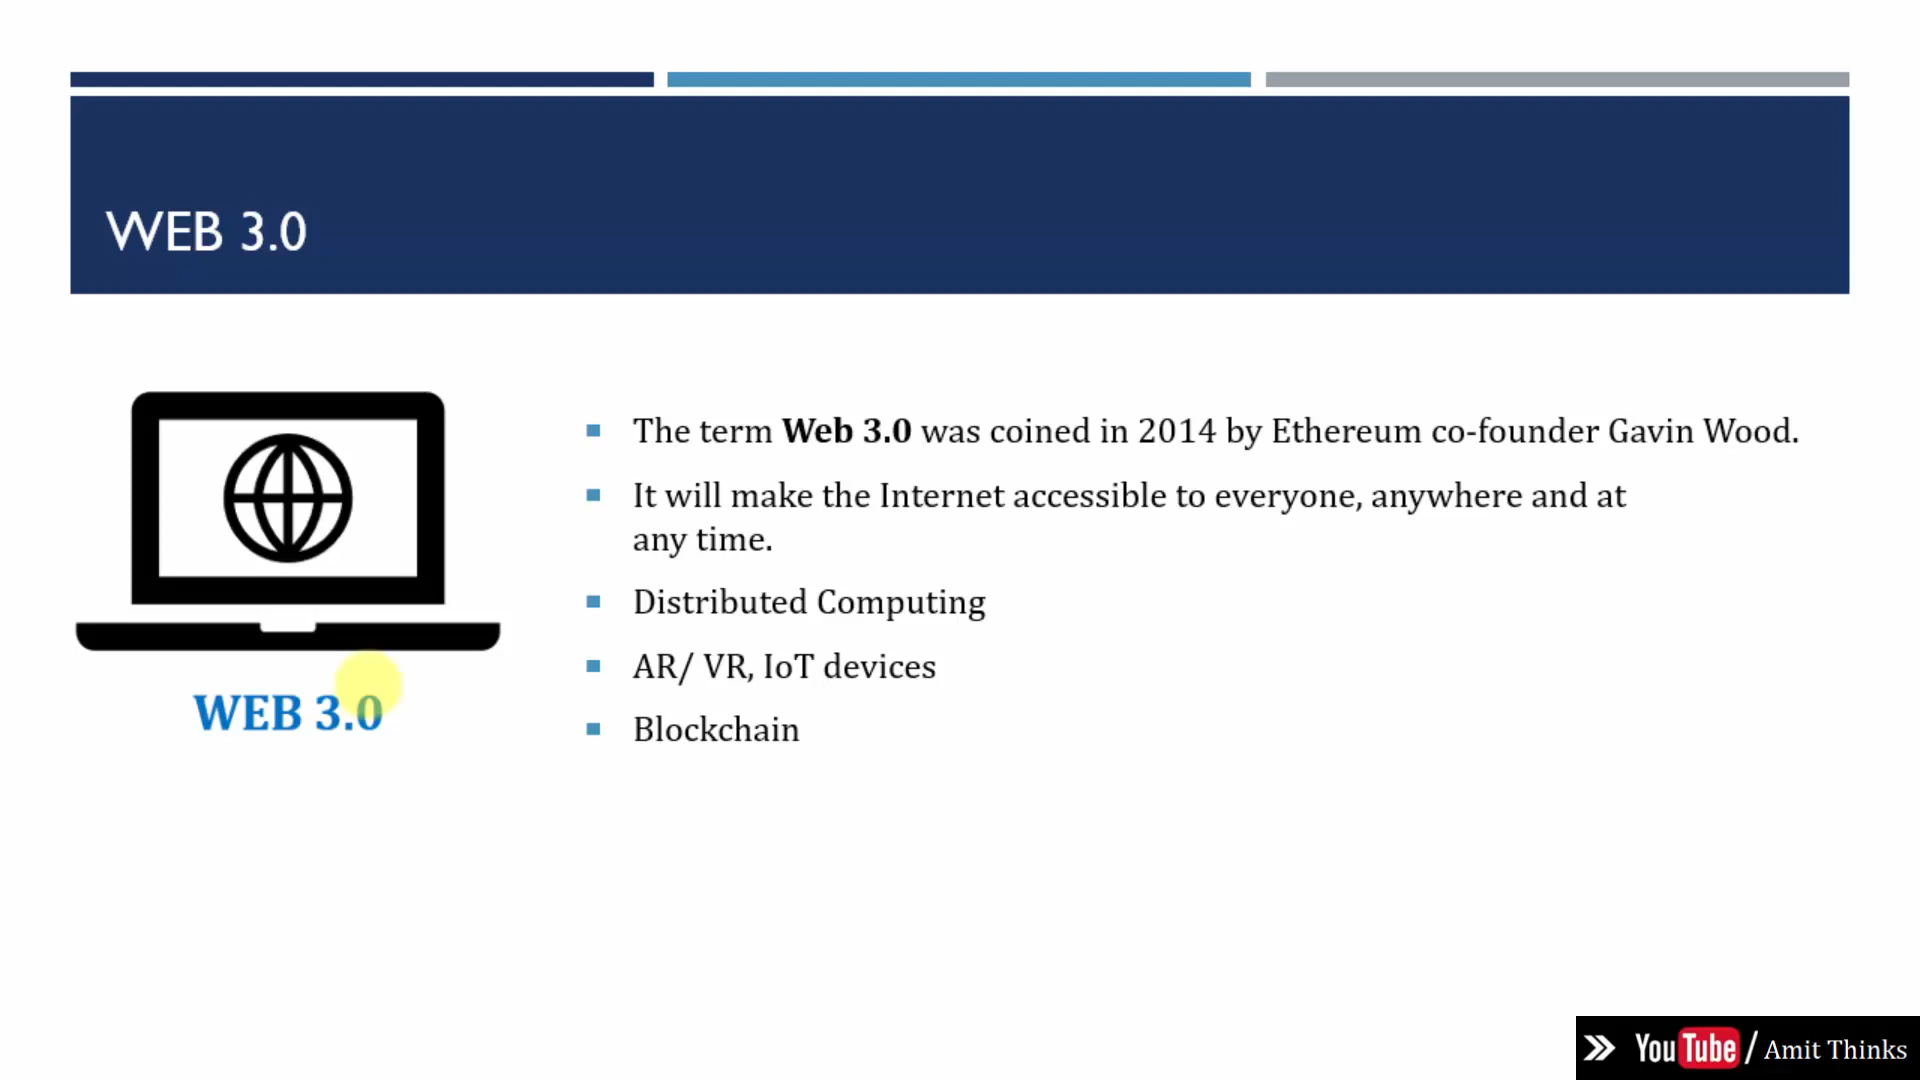 WEB 3.0
WEB 3.0
The term Web 3.0 was coined in 2014 by Ethereum co-founder Gavin Wood.
It will make the Internet accessible to everyone, anywhere and at
any time.
Distributed Computing
AR/ VR, IoT devices
Blockchain
YouTube / Amit Thinks